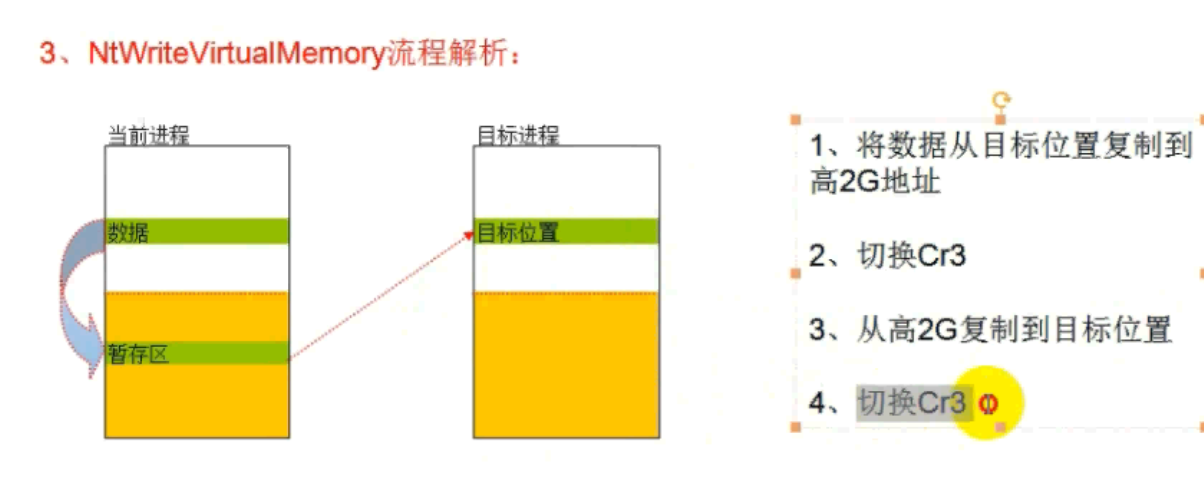 3、NtWriteVirtualMemory流程解析：
当前进程
数据
暂存区
目标进程
目标位置
1、将数据从目标位置复制到
高2G地址
2、切换Cr3
3、从高2G复制到目标位置
4、切换Cr3